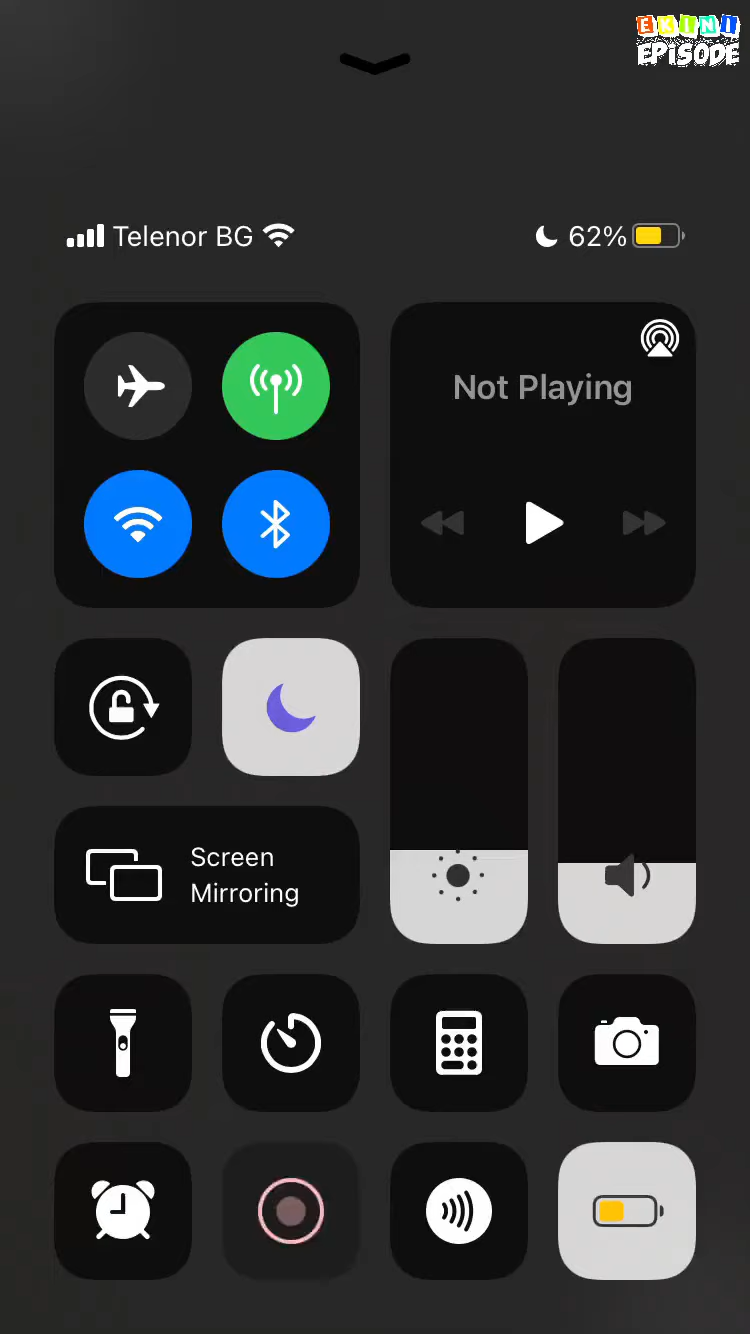 EKINI
EPISODE
Telenor BG
62%
Not Playing
Screen
Mirroring